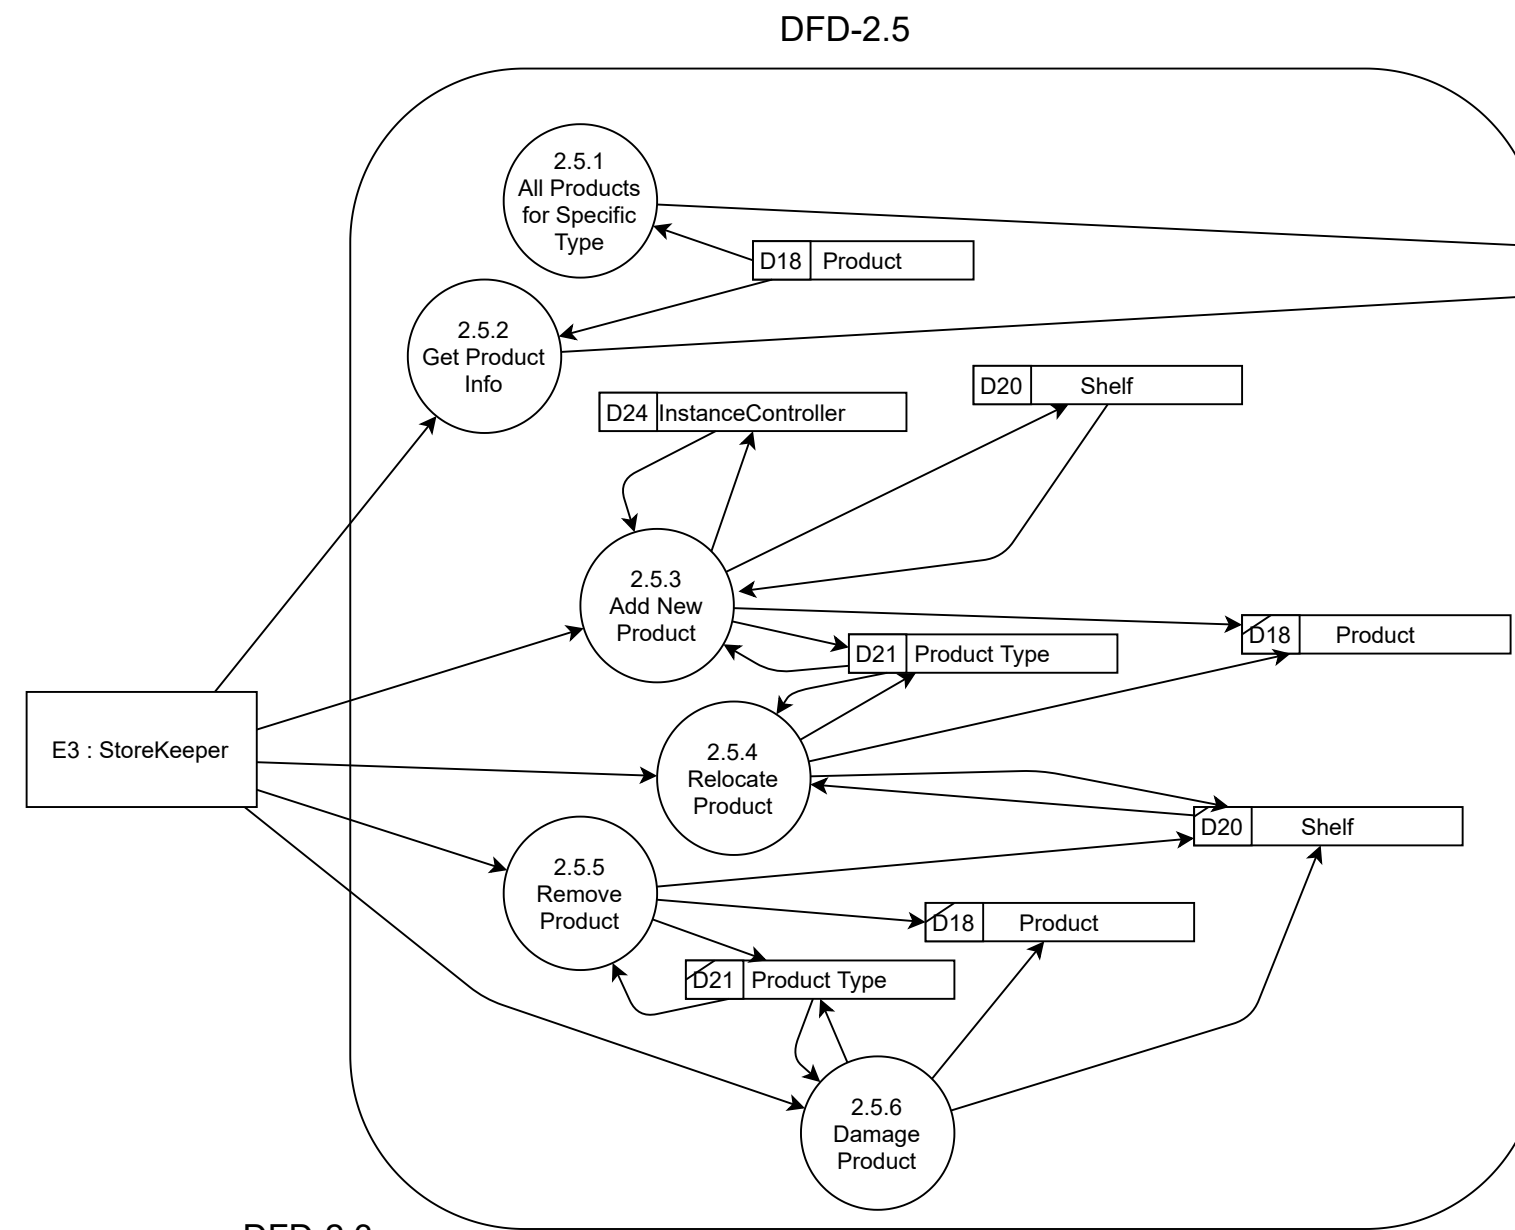 DFD-2.5
2.5.1
All Products
for Specific
Type
D18 Product
2.5.2
Get Product
Info
D20 Shelf
D24 InstanceController
2.5.3
Add New
Product
D18 Product
D21 Product Type
E3 : StoreKeeper
2.5.4
Relocate
Product
D20 Shelf
2.5.5
Remove
Product
D18 Product
D21 Product Type
2.5.6
Damage
Product